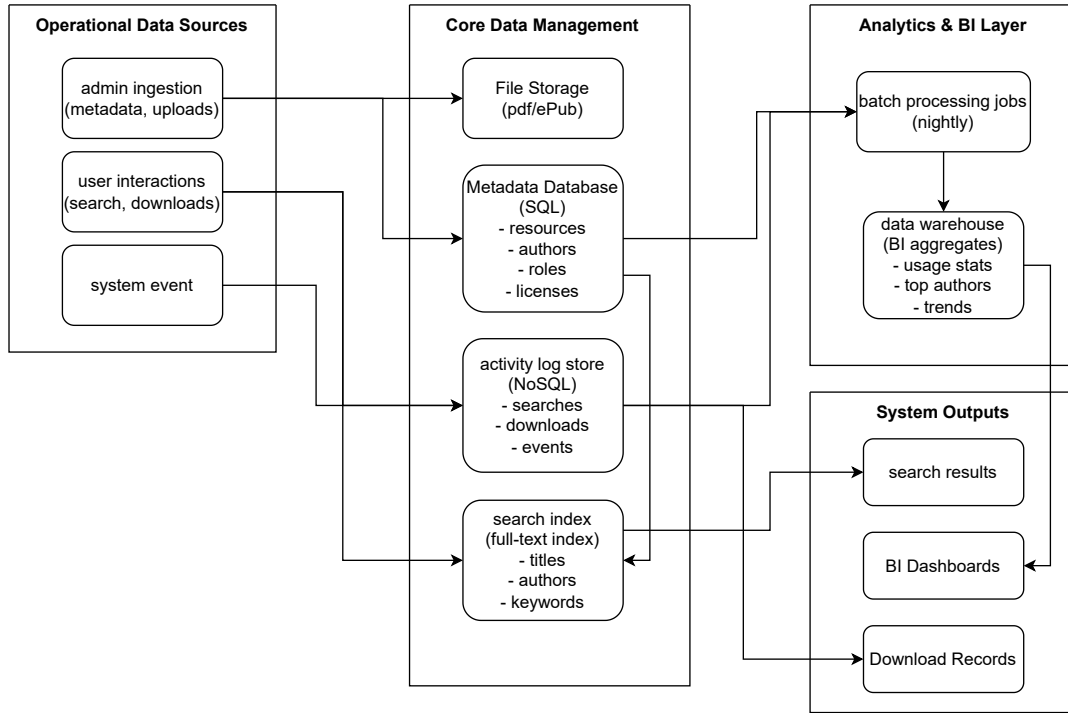 Operational Data Sources
admin ingestion
(metadata, uploads)
user interactions
(search, downloads)
system event
Core Data Management
File Storage
(pdf/ePub)
Metadata Database
(SQL)
- resources
- authors
- roles
- licenses
activity log store
(NoSQL)
- searches
- downloads
- events
search index
(full-text index)
- titles
- authors
- keywords
Analytics & BI Layer
batch processing jobs
(nightly)
data warehouse
(BI aggregates)
- usage stats
- top authors
- trends
System Outputs
search results
BI Dashboards
Download Records